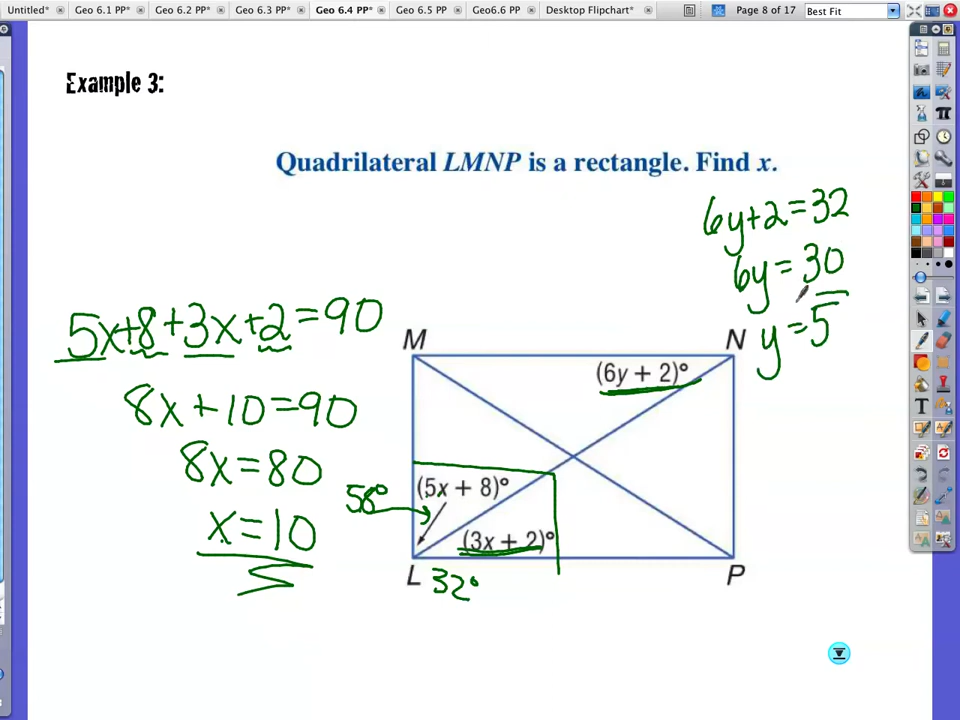 Untitled* Geo 6.1 PP* Geo 6.2 PP* Geo 6.3 PP* Geo 6.4 PP* Geo 6.5 PP Geo6.6 PP Desktop Flipchart* Page 8 of 17 Best Fit
Example 3:
Quadrilateral LMNP is a rectangle. Find x.
6y+2=32
6y=30
y=5
5x+8+3x+2=90
8x+10=90
8x=80
x=10
M
N
(6y + 2)°
58°
(5x + 8)°
(3x + 2)°
L
32°
P
T